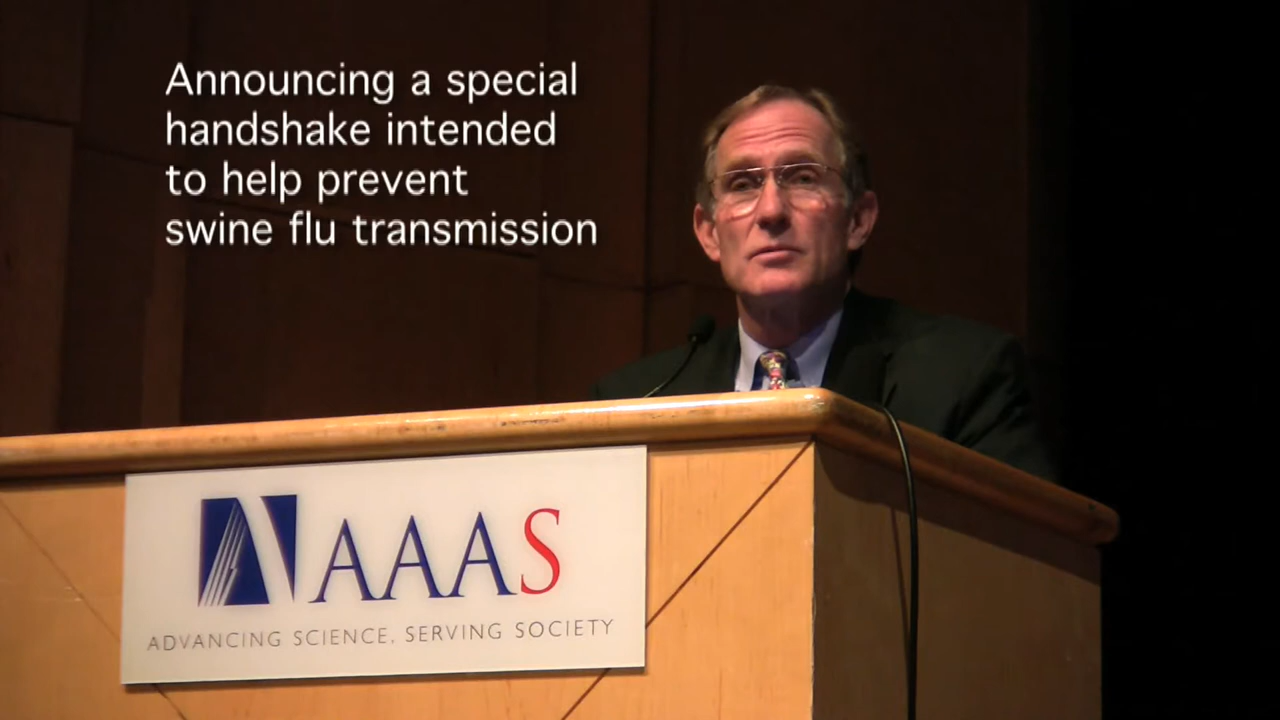 Announcing a special
handshake intended
to help prevent
swine flu transmission
AAAS
ADVANCING SCIENCE, SERVING SOCIETY